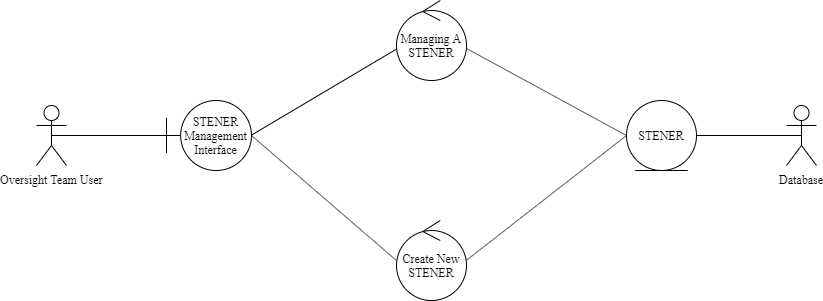 Managing A
STENER
STENER
Management
Interface
STENER
Oversight Team User
Database
Create New
STENER